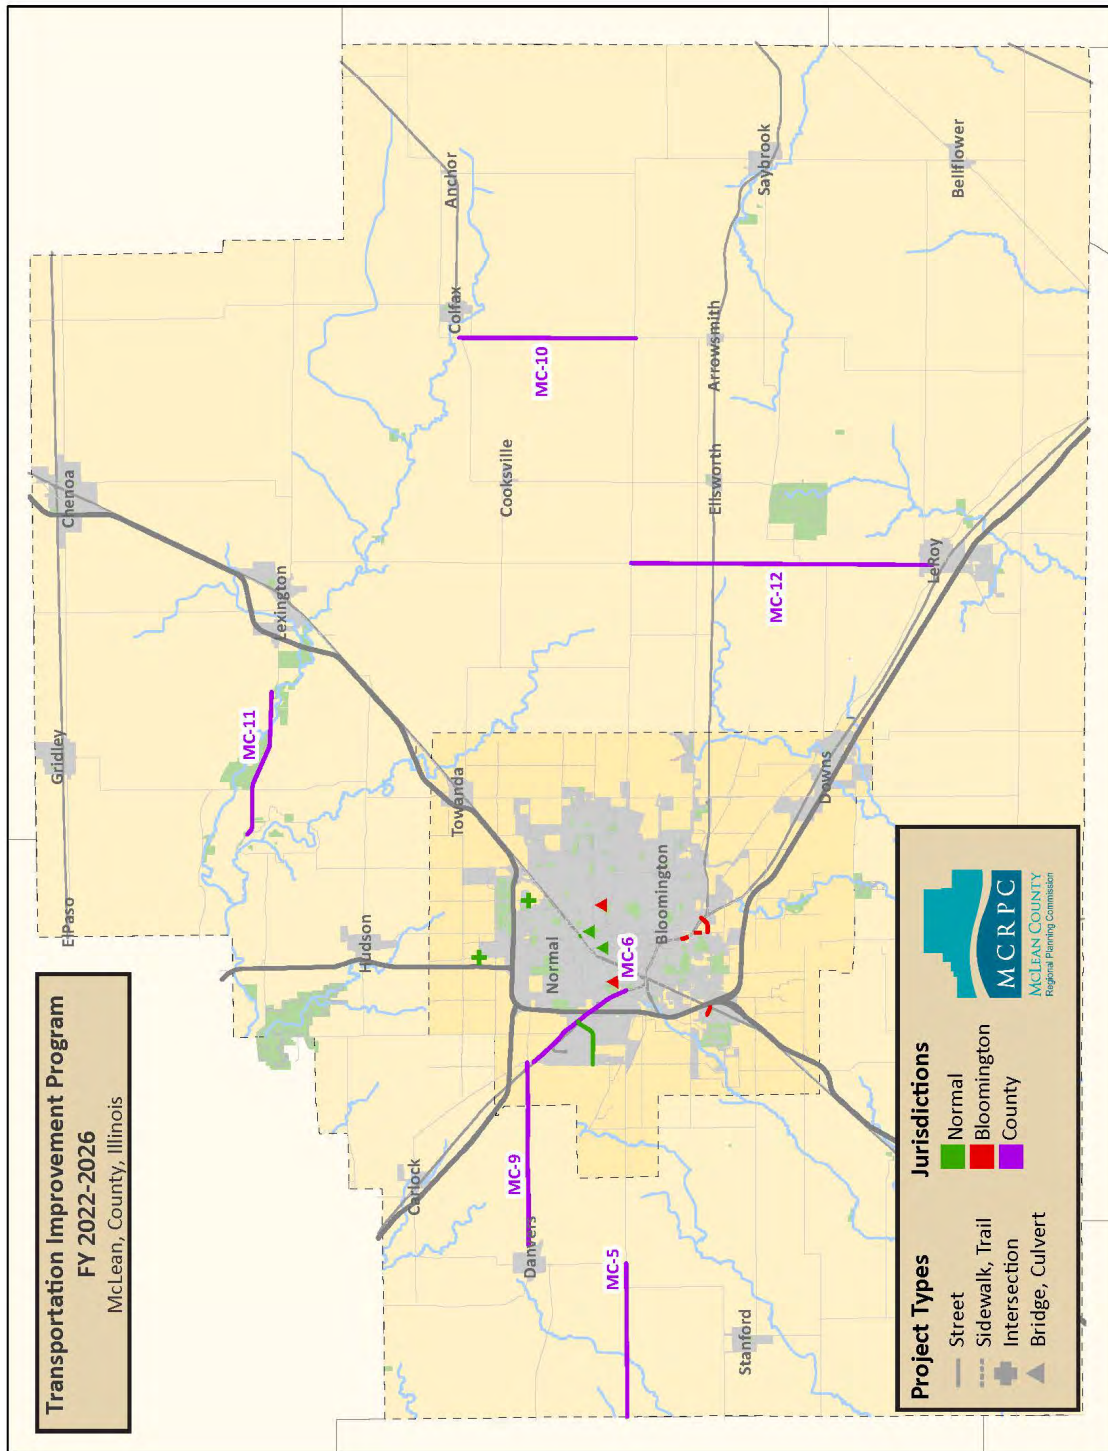 Transportation Improvement Program
FY 2022-2026
McLean, County, Illinois
El Paso
Gridley
Chenoa
MC-11
Lexington
Hudson
Carlock
Towanda
Colfax
Anchor
Danvers
MC-9
Normal
Cooksville
MC-10
MC-5
MC-6
Bloomington
Stanford
Downs
Ellsworth
Arrowsmith
Saybrook
MC-12
LeRoy
Bellflower
Project Types
Street
Sidewalk, Trail
Intersection
Bridge, Culvert
Jurisdictions
Normal
Bloomington
County
MCRPC
MCLEAN COUNTY
Regional Planning Commission